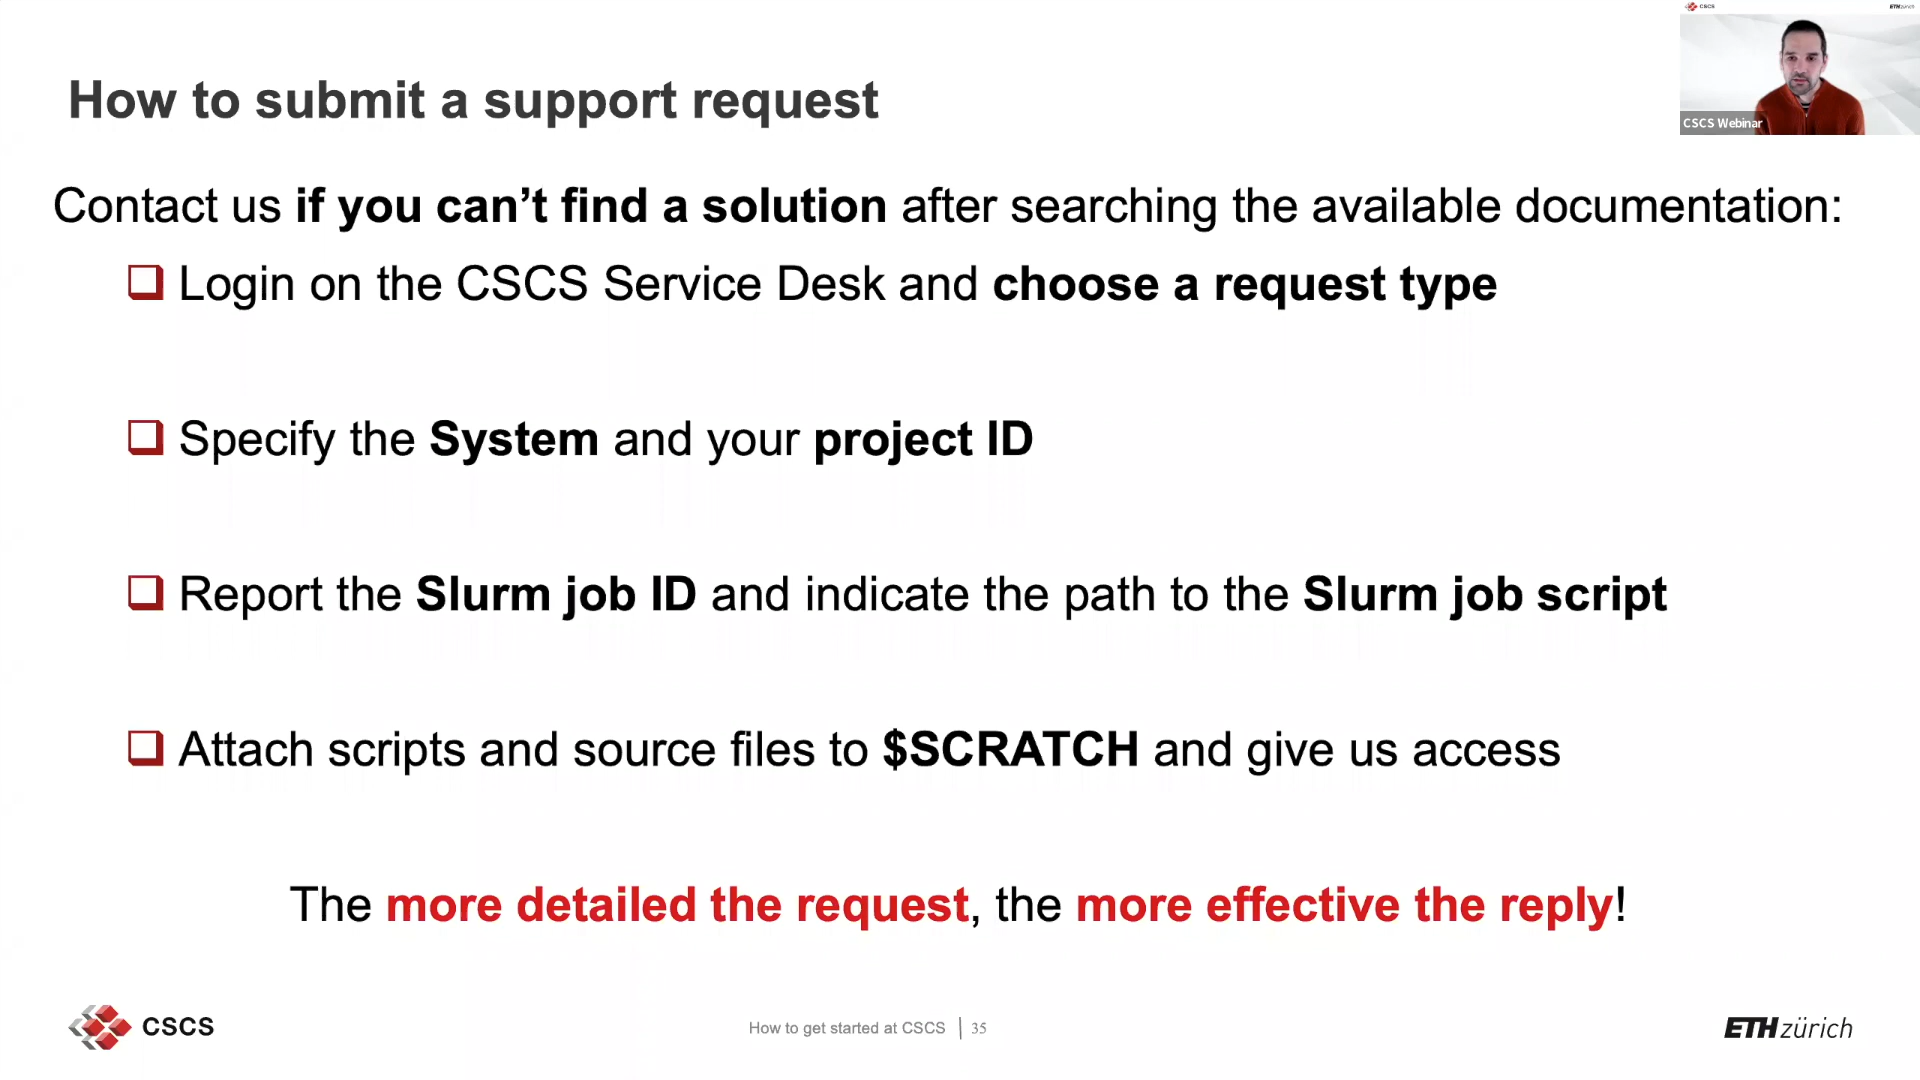 CSCS
ETHzürich
CSCS Webinar
How to submit a support request
Contact us if you can’t find a solution after searching the available documentation:
Login on the CSCS Service Desk and choose a request type
Specify the System and your project ID
Report the Slurm job ID and indicate the path to the Slurm job script
Attach scripts and source files to $SCRATCH and give us access
The more detailed the request, the more effective the reply!
CSCS
How to get started at CSCS | 35
ETHzürich